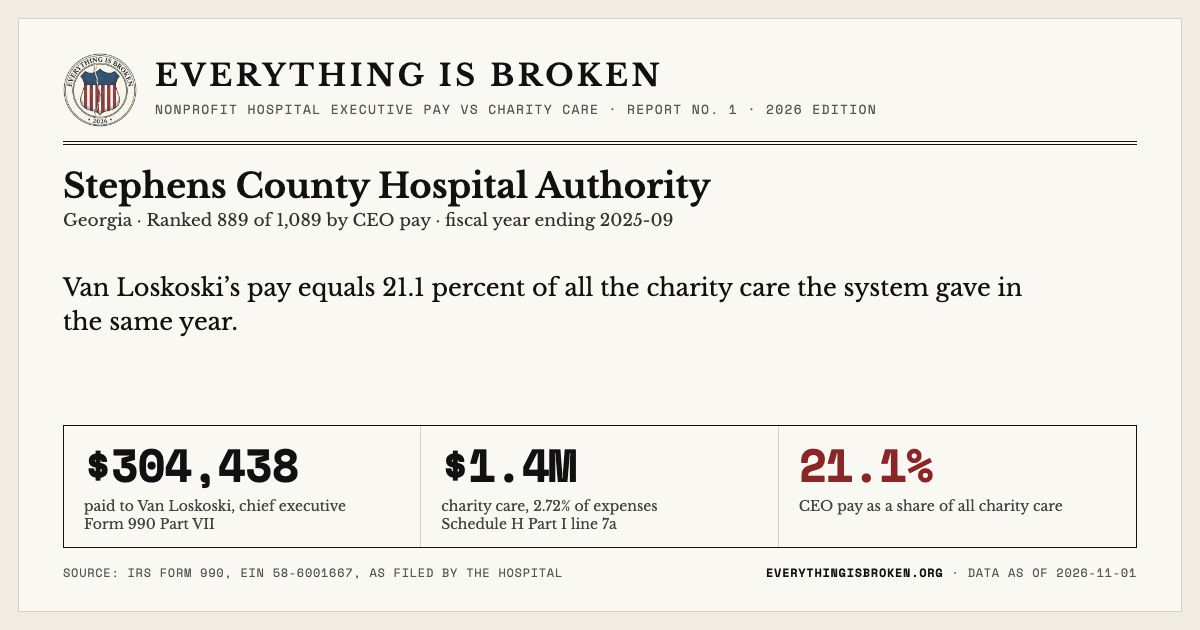 EVERYTHING IS BROKEN
· 2026 ·
EVERYTHING IS BROKEN
NONPROFIT HOSPITAL EXECUTIVE PAY VS CHARITY CARE · REPORT NO. 1 · 2026 EDITION
Stephens County Hospital Authority
Georgia · Ranked 889 of 1,089 by CEO pay · fiscal year ending 2025-09
Van Loskoski’s pay equals 21.1 percent of all the charity care the system gave in
the same year.
$304,438
paid to Van Loskoski, chief executive
Form 990 Part VII
$1.4M
charity care, 2.72% of expenses
Schedule H Part I line 7a
21.1%
CEO pay as a share of all charity care
SOURCE: IRS FORM 990, EIN 58-6001667, AS FILED BY THE HOSPITAL
EVERYTHINGISBROKEN.ORG · DATA AS OF 2026-11-01